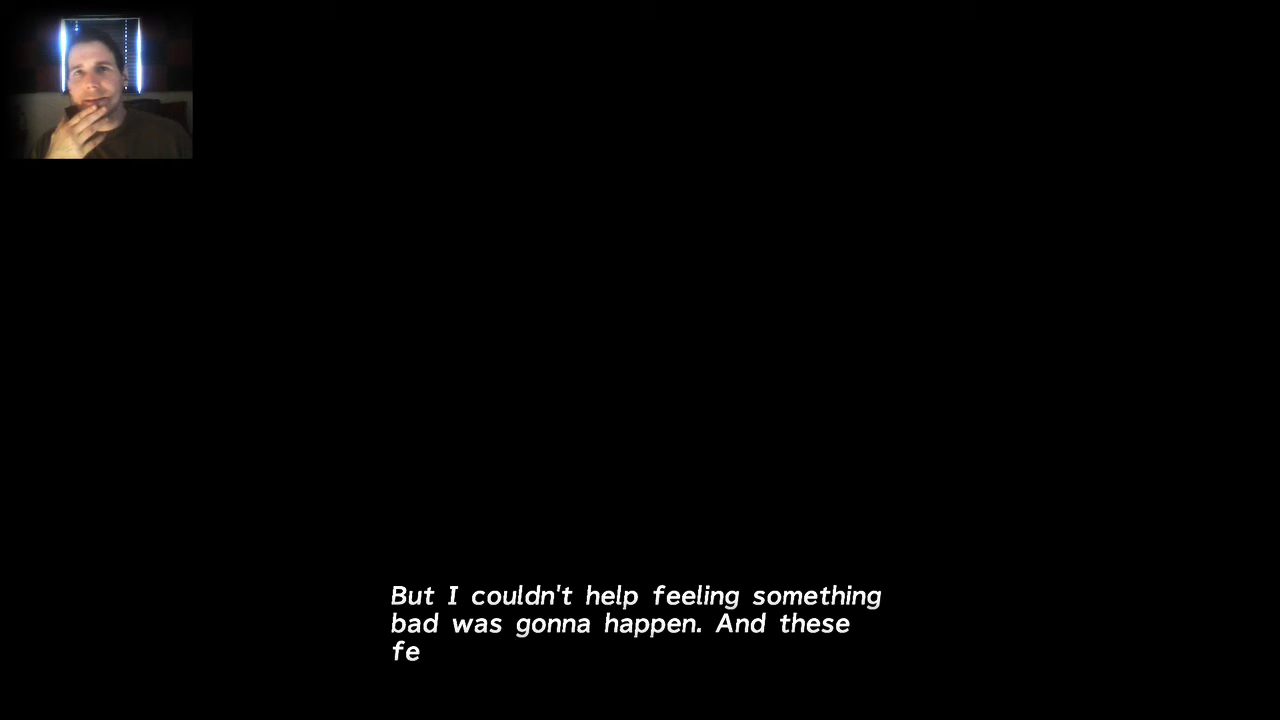 But I couldn't help feeling something
bad was gonna happen. And these
fe